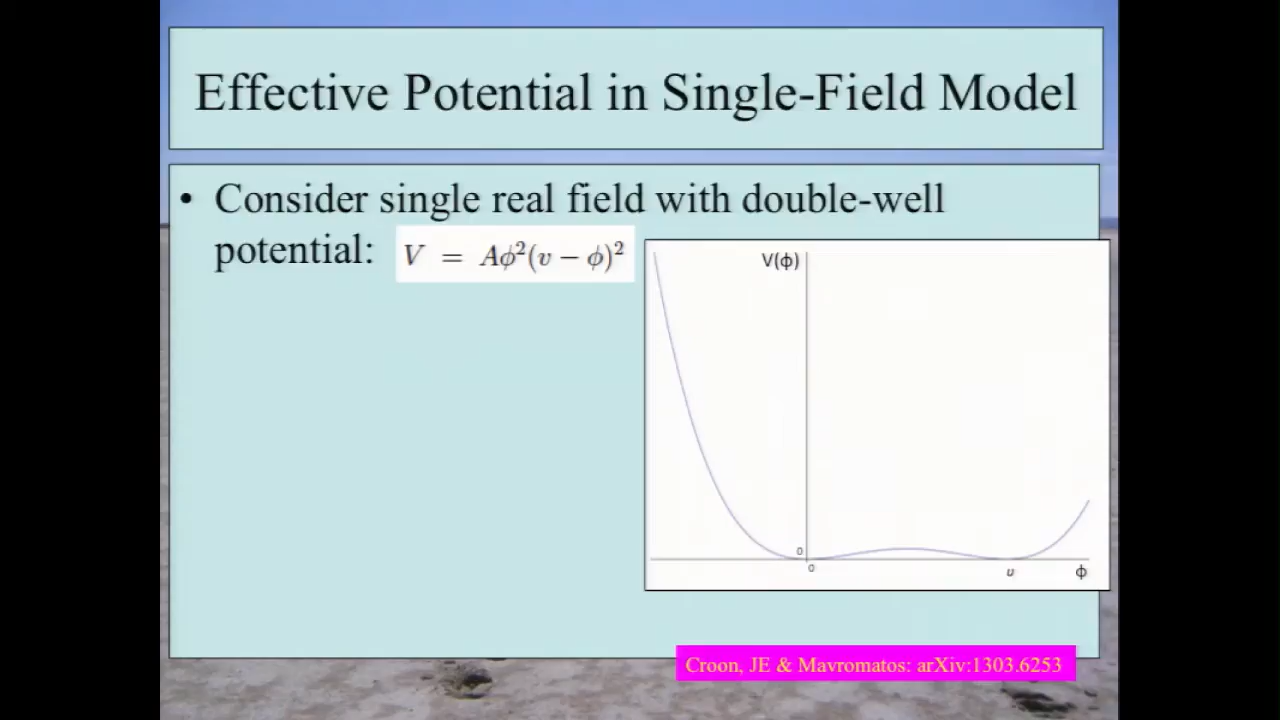 Effective Potential in Single-Field Model
• Consider single real field with double-well
potential: V = Aϕ²(v − ϕ)²
V(ϕ)
0
0
υ
ϕ
Croon, JE & Mavromatos: arXiv:1303.6253